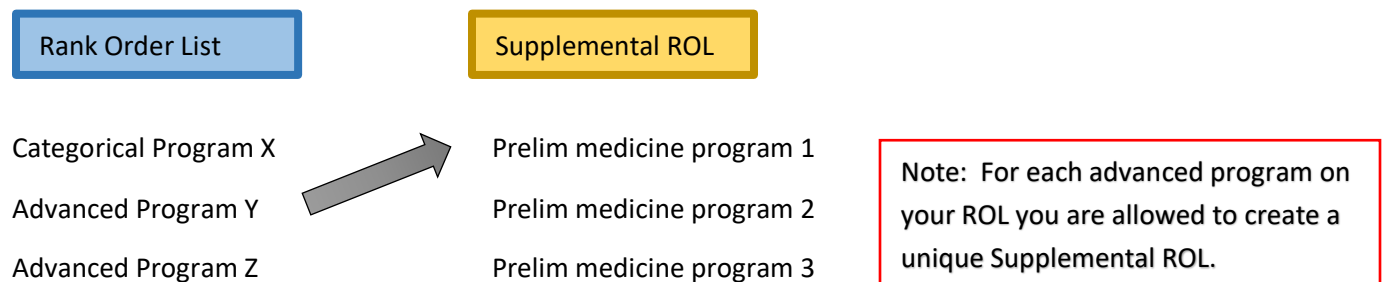 Rank Order List
Supplemental ROL
Categorical Program X
Advanced Program Y
Advanced Program Z
Prelim medicine program 1
Prelim medicine program 2
Prelim medicine program 3
Note:  For each advanced program on
your ROL you are allowed to create a
unique Supplemental ROL.